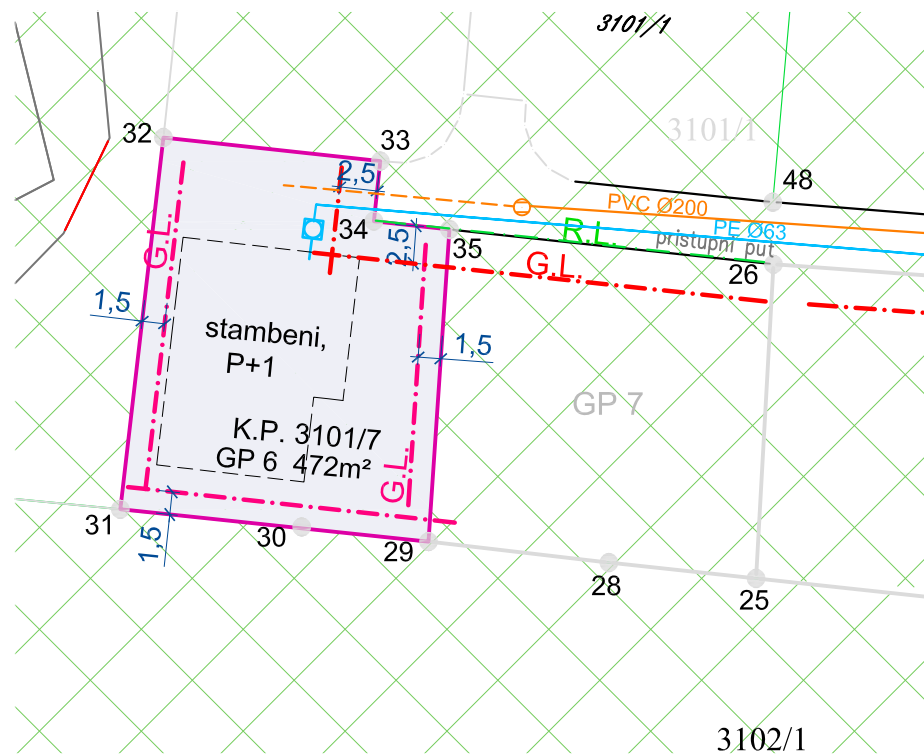 3101/1
3101/1
32
33
48
2,5
PVC Ø200
34
35
R.L.
PE Ø63
pristupni put
G.L.
2,5
G.L.
26
1,5
stambeni,
P+1
1,5
GP 7
K.P. 3101/7
GP 6 472m²
G.L.
31
30
1,5
29
28
25
3102/1